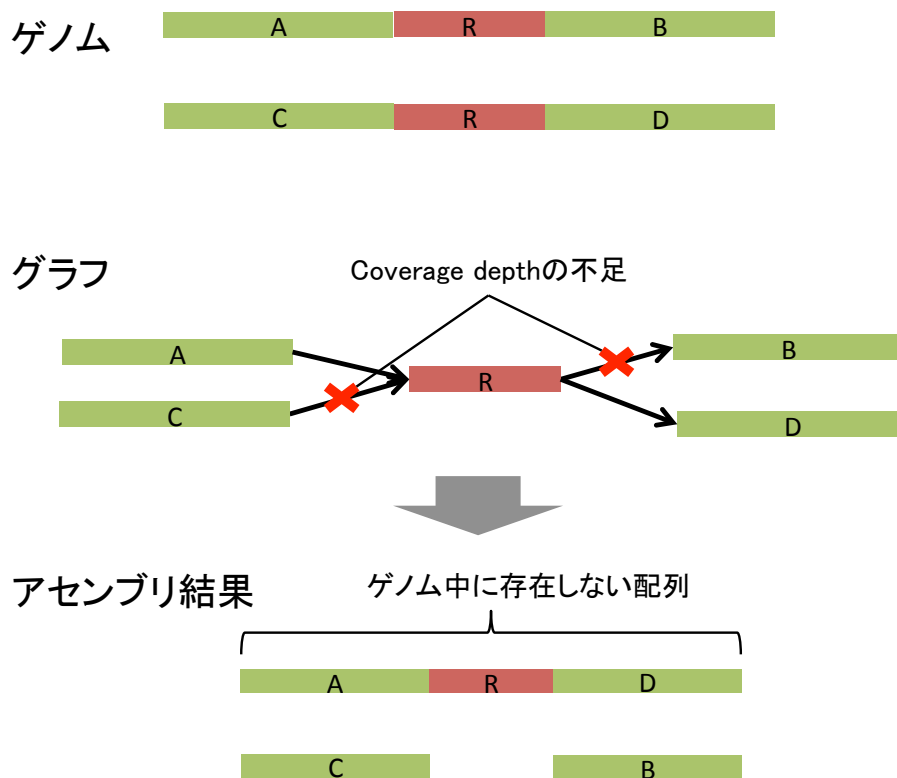 ゲノム
A R B
C R D
グラフ
Coverage depthの不足
A
B
R
C
D
アセンブリ結果
ゲノム中に存在しない配列
A R D
C B